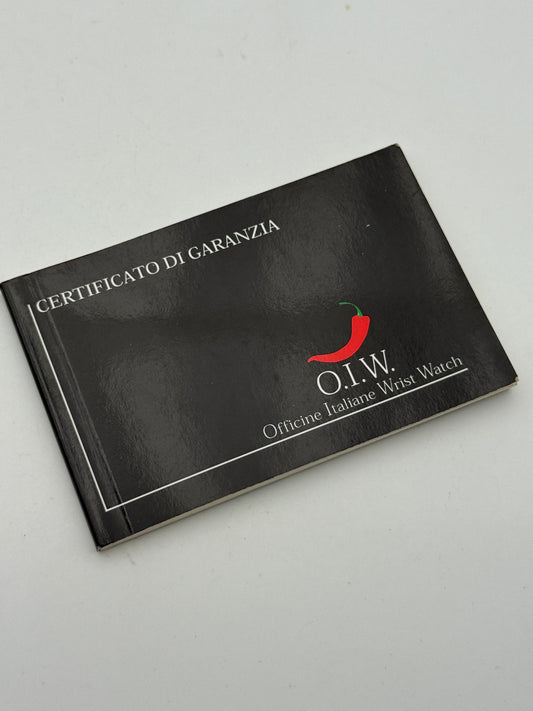 CERTIFICATO DI GARANZIA
O.I.W.
Officine Italiane Wrist Watch